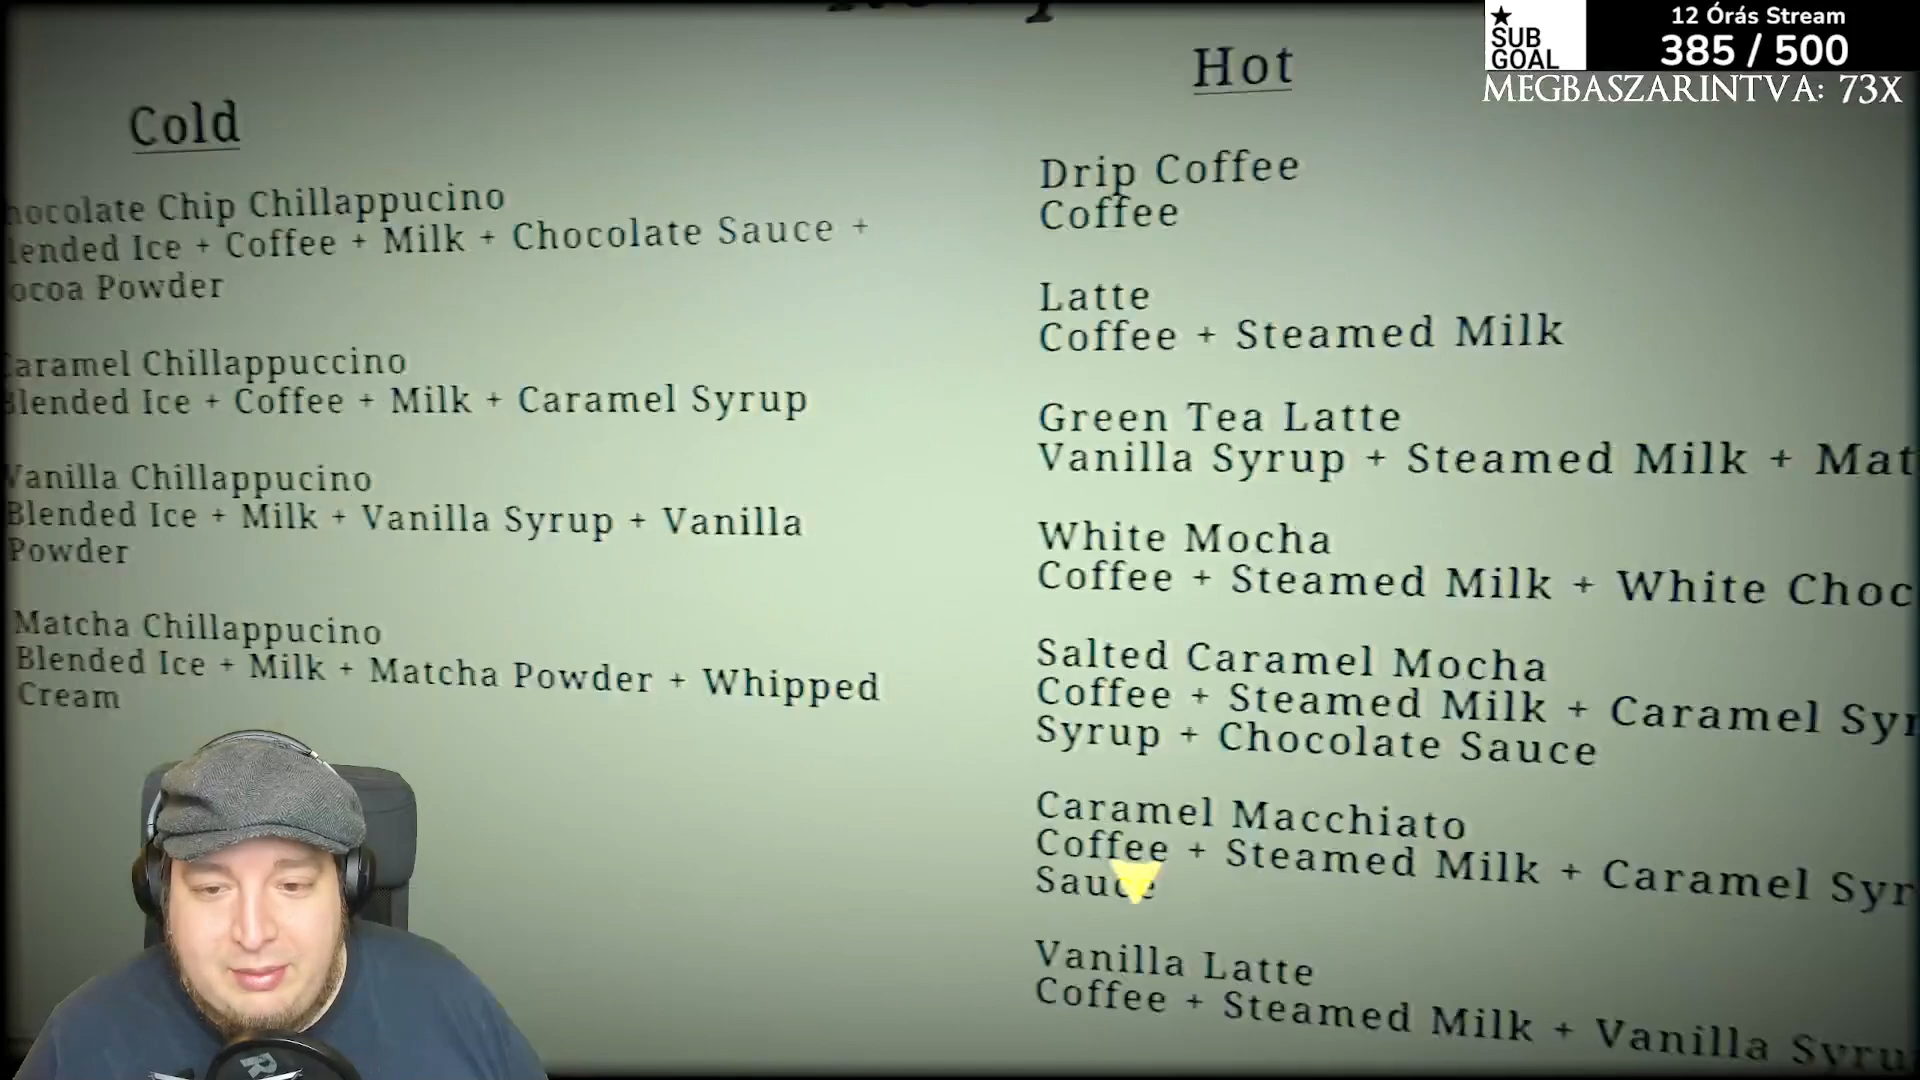 Cold
Chip Chillappucino
Ice + Coffee + Milk + Chocolate Sauce +
Powder
Chillappuccino
Ice + Coffee + Milk + Caramel Syrup
Vanilla Chillappucino
Blended Ice + Milk + Vanilla Syrup + Vanilla
Powder
Matcha Chillappucino
Blended Ice + Milk + Matcha Powder + Whipped
Cream
Hot
Drip Coffee
Coffee
Latte
Coffee + Steamed Milk
Green Tea Latte
Vanilla Syrup + Steamed Milk +
White Mocha
Coffee + Steamed Milk + White
Salted Caramel Mocha
Coffee + Steamed Milk + Caramel
Syrup + Chocolate Sauce
Caramel Macchiato
Coffee + Steamed Milk + Caramel
Sauce
Vanilla Latte
Coffee + Steamed Milk + Vanilla
SUB
GOAL
12 Órás Stream
385 / 500
MEGBASZARINTVA: 73X